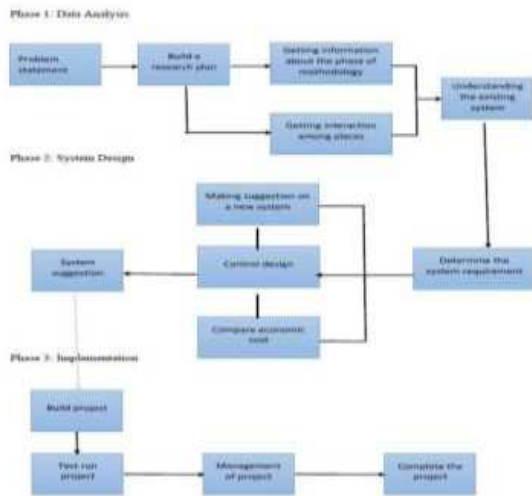 Phase 1: Data Analysis
Problem
statement
Build a
research plan
Getting information
about the phase of
methodology
Getting interaction
among places
Understanding
the existing
system
Phase 2: System Design
Making suggestion on
a new system
Control design
Compare economic
cost
System
suggestion
Determine the
system requirement
Phase 3: Implementation
Build project
Test run
project
Management
of project
Complete the
project